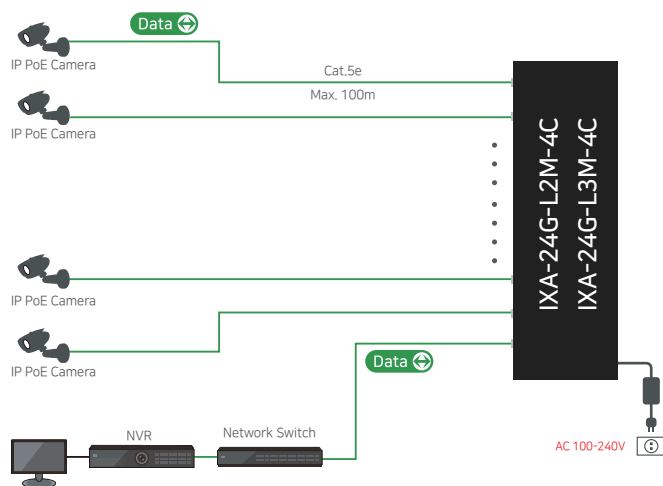 Data
IP PoE Camera
Cat.5e
Max. 100m
IP PoE Camera
IXA-24G-L2M-4C
IXA-24G-L3M-4C
IP PoE Camera
IP PoE Camera
Data
NVR
Network Switch
AC 100-240V